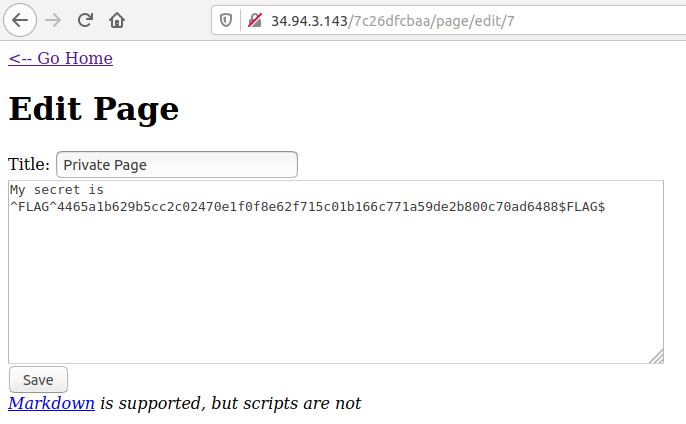 34.94.3.143/7c26dfcbaa/page/edit/7
<-- Go Home
Edit Page
Title: Private Page
My secret is
^FLAG^4465a1b629b5cc2c02470e1f0f8e62f715c01b166c771a59de2b800c70ad6488$FLAG$
Save
Markdown is supported, but scripts are not